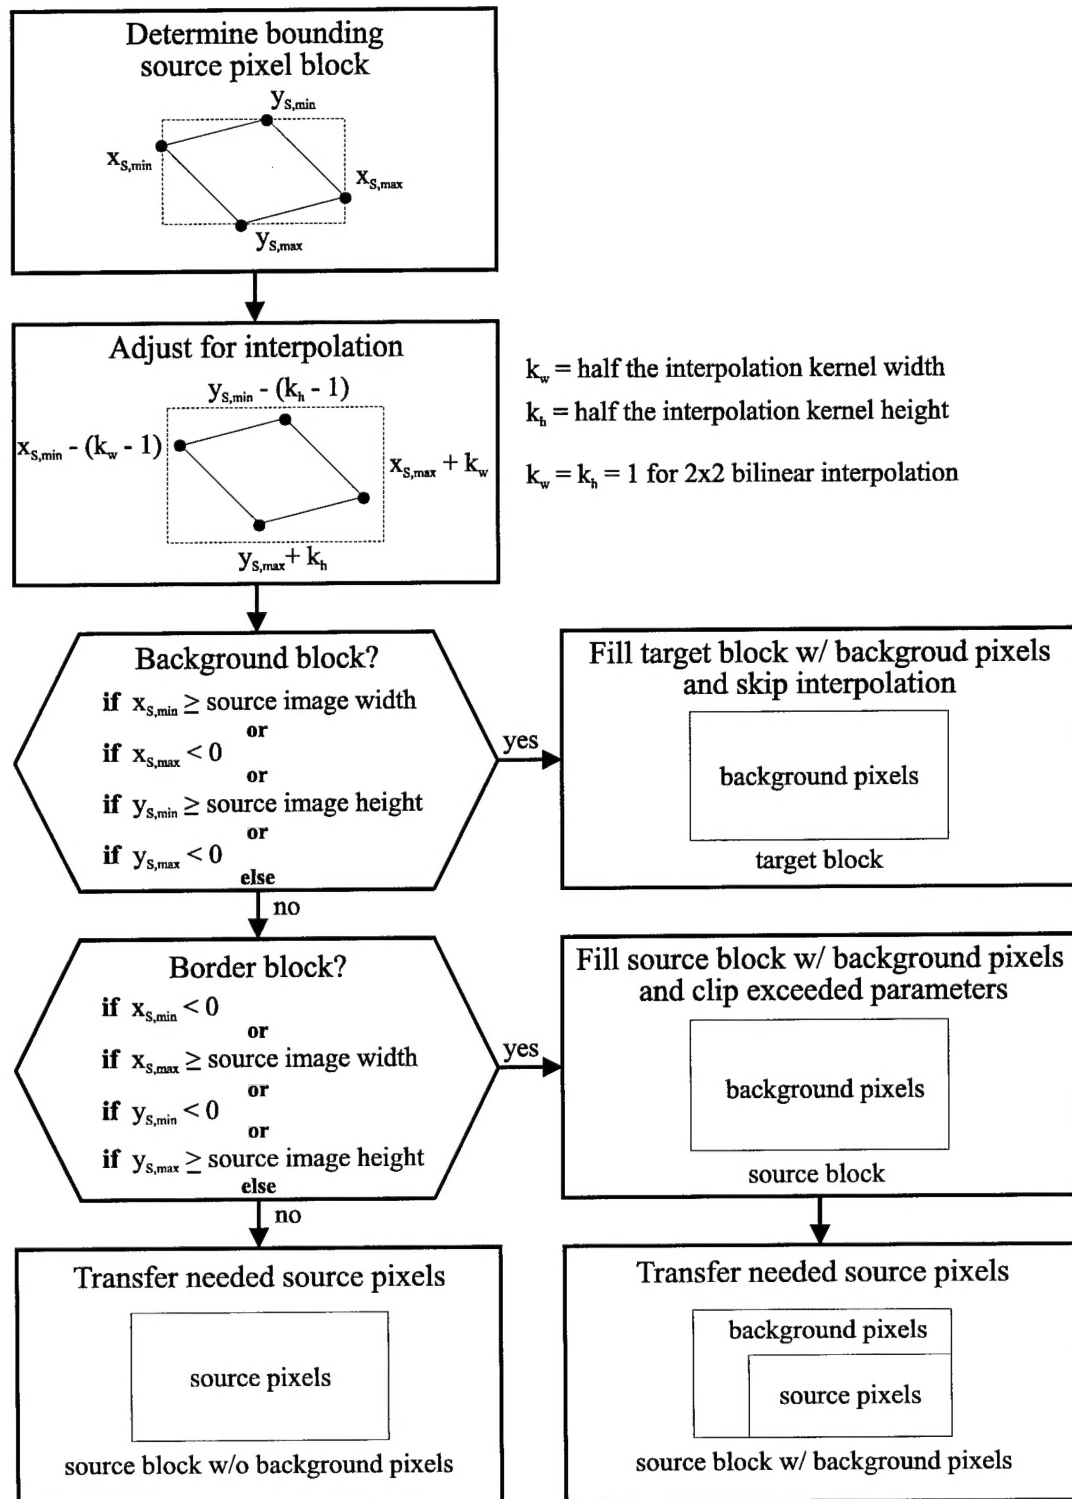 Determine bounding
source pixel block
y_S,min
x_S,min
x_S,max
y_S,max
Adjust for interpolation
y_S,min - (k_h - 1)
x_S,min - (k_w - 1)
x_S,max + k_w
y_S,max + k_h
k_w = half the interpolation kernel width
k_h = half the interpolation kernel height
k_w = k_h = 1 for 2x2 bilinear interpolation
Background block?
if x_S,min ≥ source image width
or
if x_S,max < 0
or
if y_S,min ≥ source image height
or
if y_S,max < 0
else
yes
no
Fill target block w/ backgroud pixels
and skip interpolation
background pixels
target block
Border block?
if x_S,min < 0
or
if x_S,max ≥ source image width
or
if y_S,min < 0
or
if y_S,max ≥ source image height
else
yes
no
Fill source block w/ background pixels
and clip exceeded parameters
background pixels
source block
Transfer needed source pixels
source pixels
source block w/o background pixels
Transfer needed source pixels
background pixels
source pixels
source block w/ background pixels